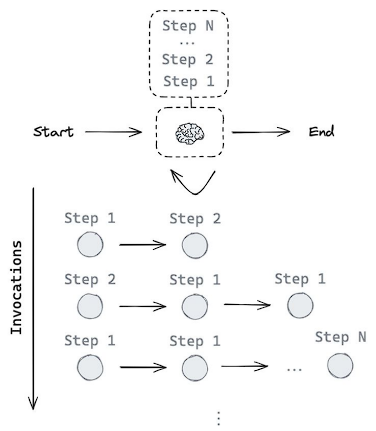 Step N
...
Step 2
Step 1
Start
End
Invocations
Step 1 Step 2
Step 2 Step 1 Step 1
Step 1 Step 1 ... Step N
⋮